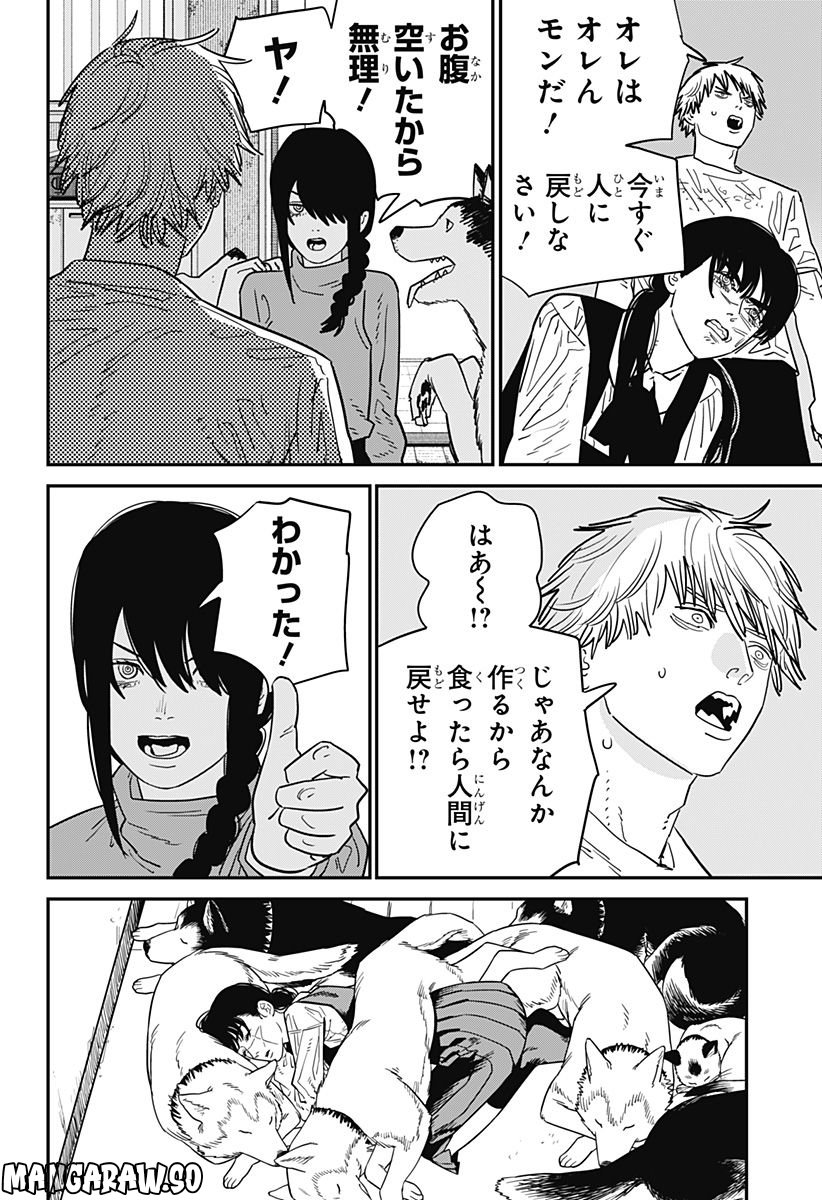 オレは
オレん
モンだ！
今すぐ
人に
戻しな
さい！
お腹
空いたから
無理！
ヤ！
はあ〜!?
じゃあなんか
作るから
食ったら人間に
戻せよ!?
わかった！
MANGARAW.SO